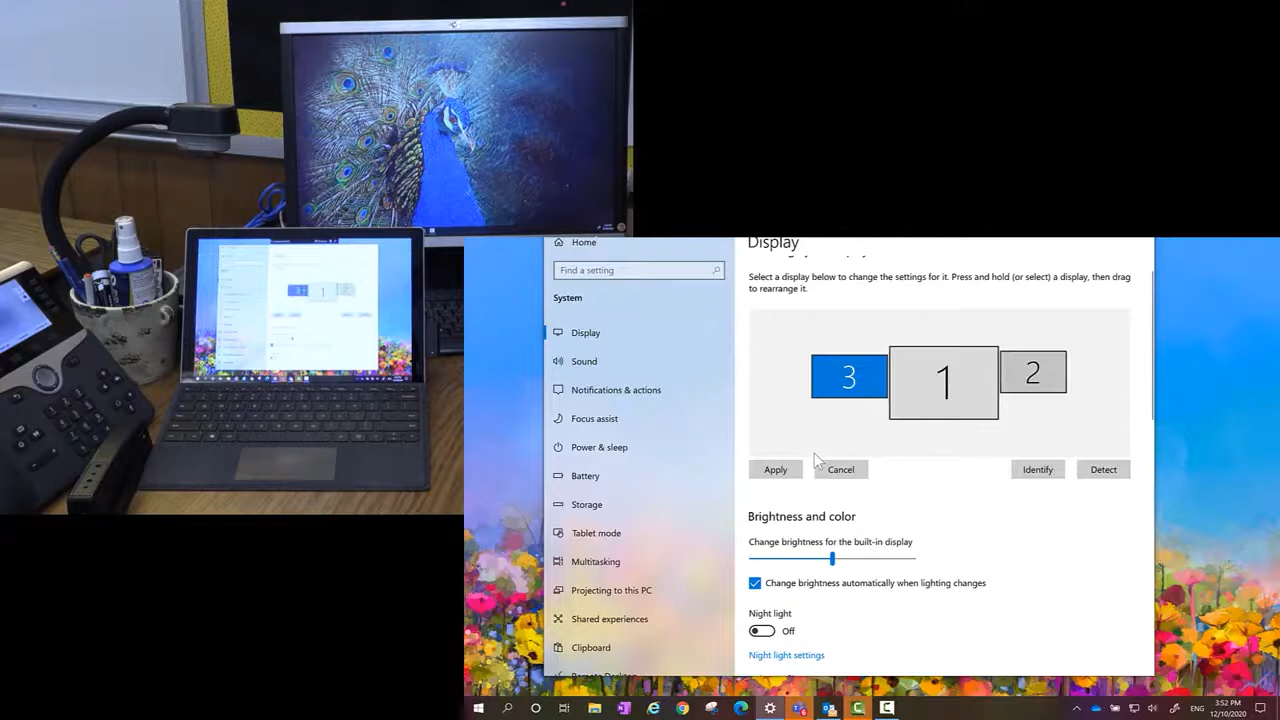 Home
Find a setting
System
Display
Sound
Notifications & actions
Focus assist
Power & sleep
Battery
Storage
Tablet mode
Multitasking
Projecting to this PC
Shared experiences
Clipboard
Remote Desktop
Display
Select a display below to change the settings for it. Press and hold (or select) a display, then drag
to rearrange it.
3
1
2
Apply
Cancel
Identify
Detect
Brightness and color
Change brightness for the built-in display
Change brightness automatically when lighting changes
Night light
Off
Night light settings
3:52 PM
12/10/2020